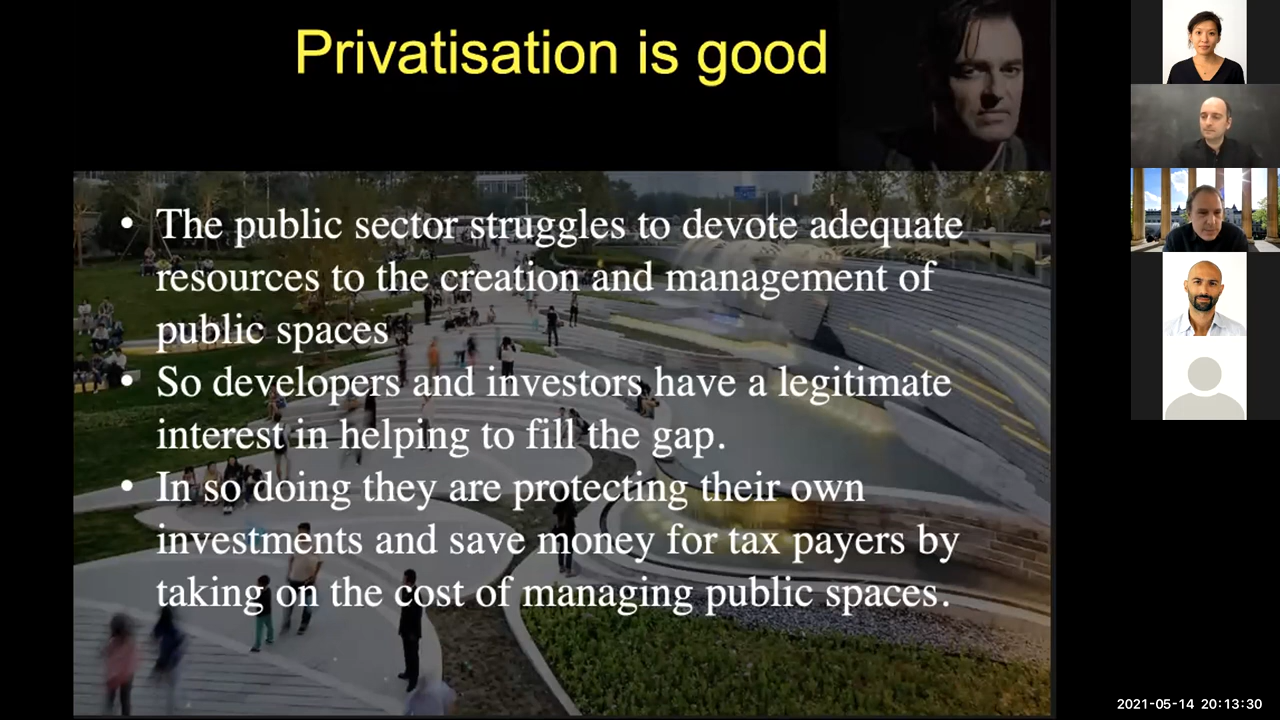 Privatisation is good
• The public sector struggles to devote adequate
resources to the creation and management of
public spaces
• So developers and investors have a legitimate
interest in helping to fill the gap.
• In so doing they are protecting their own
investments and save money for tax payers by
taking on the cost of managing public spaces.
2021-05-14 20:13:30